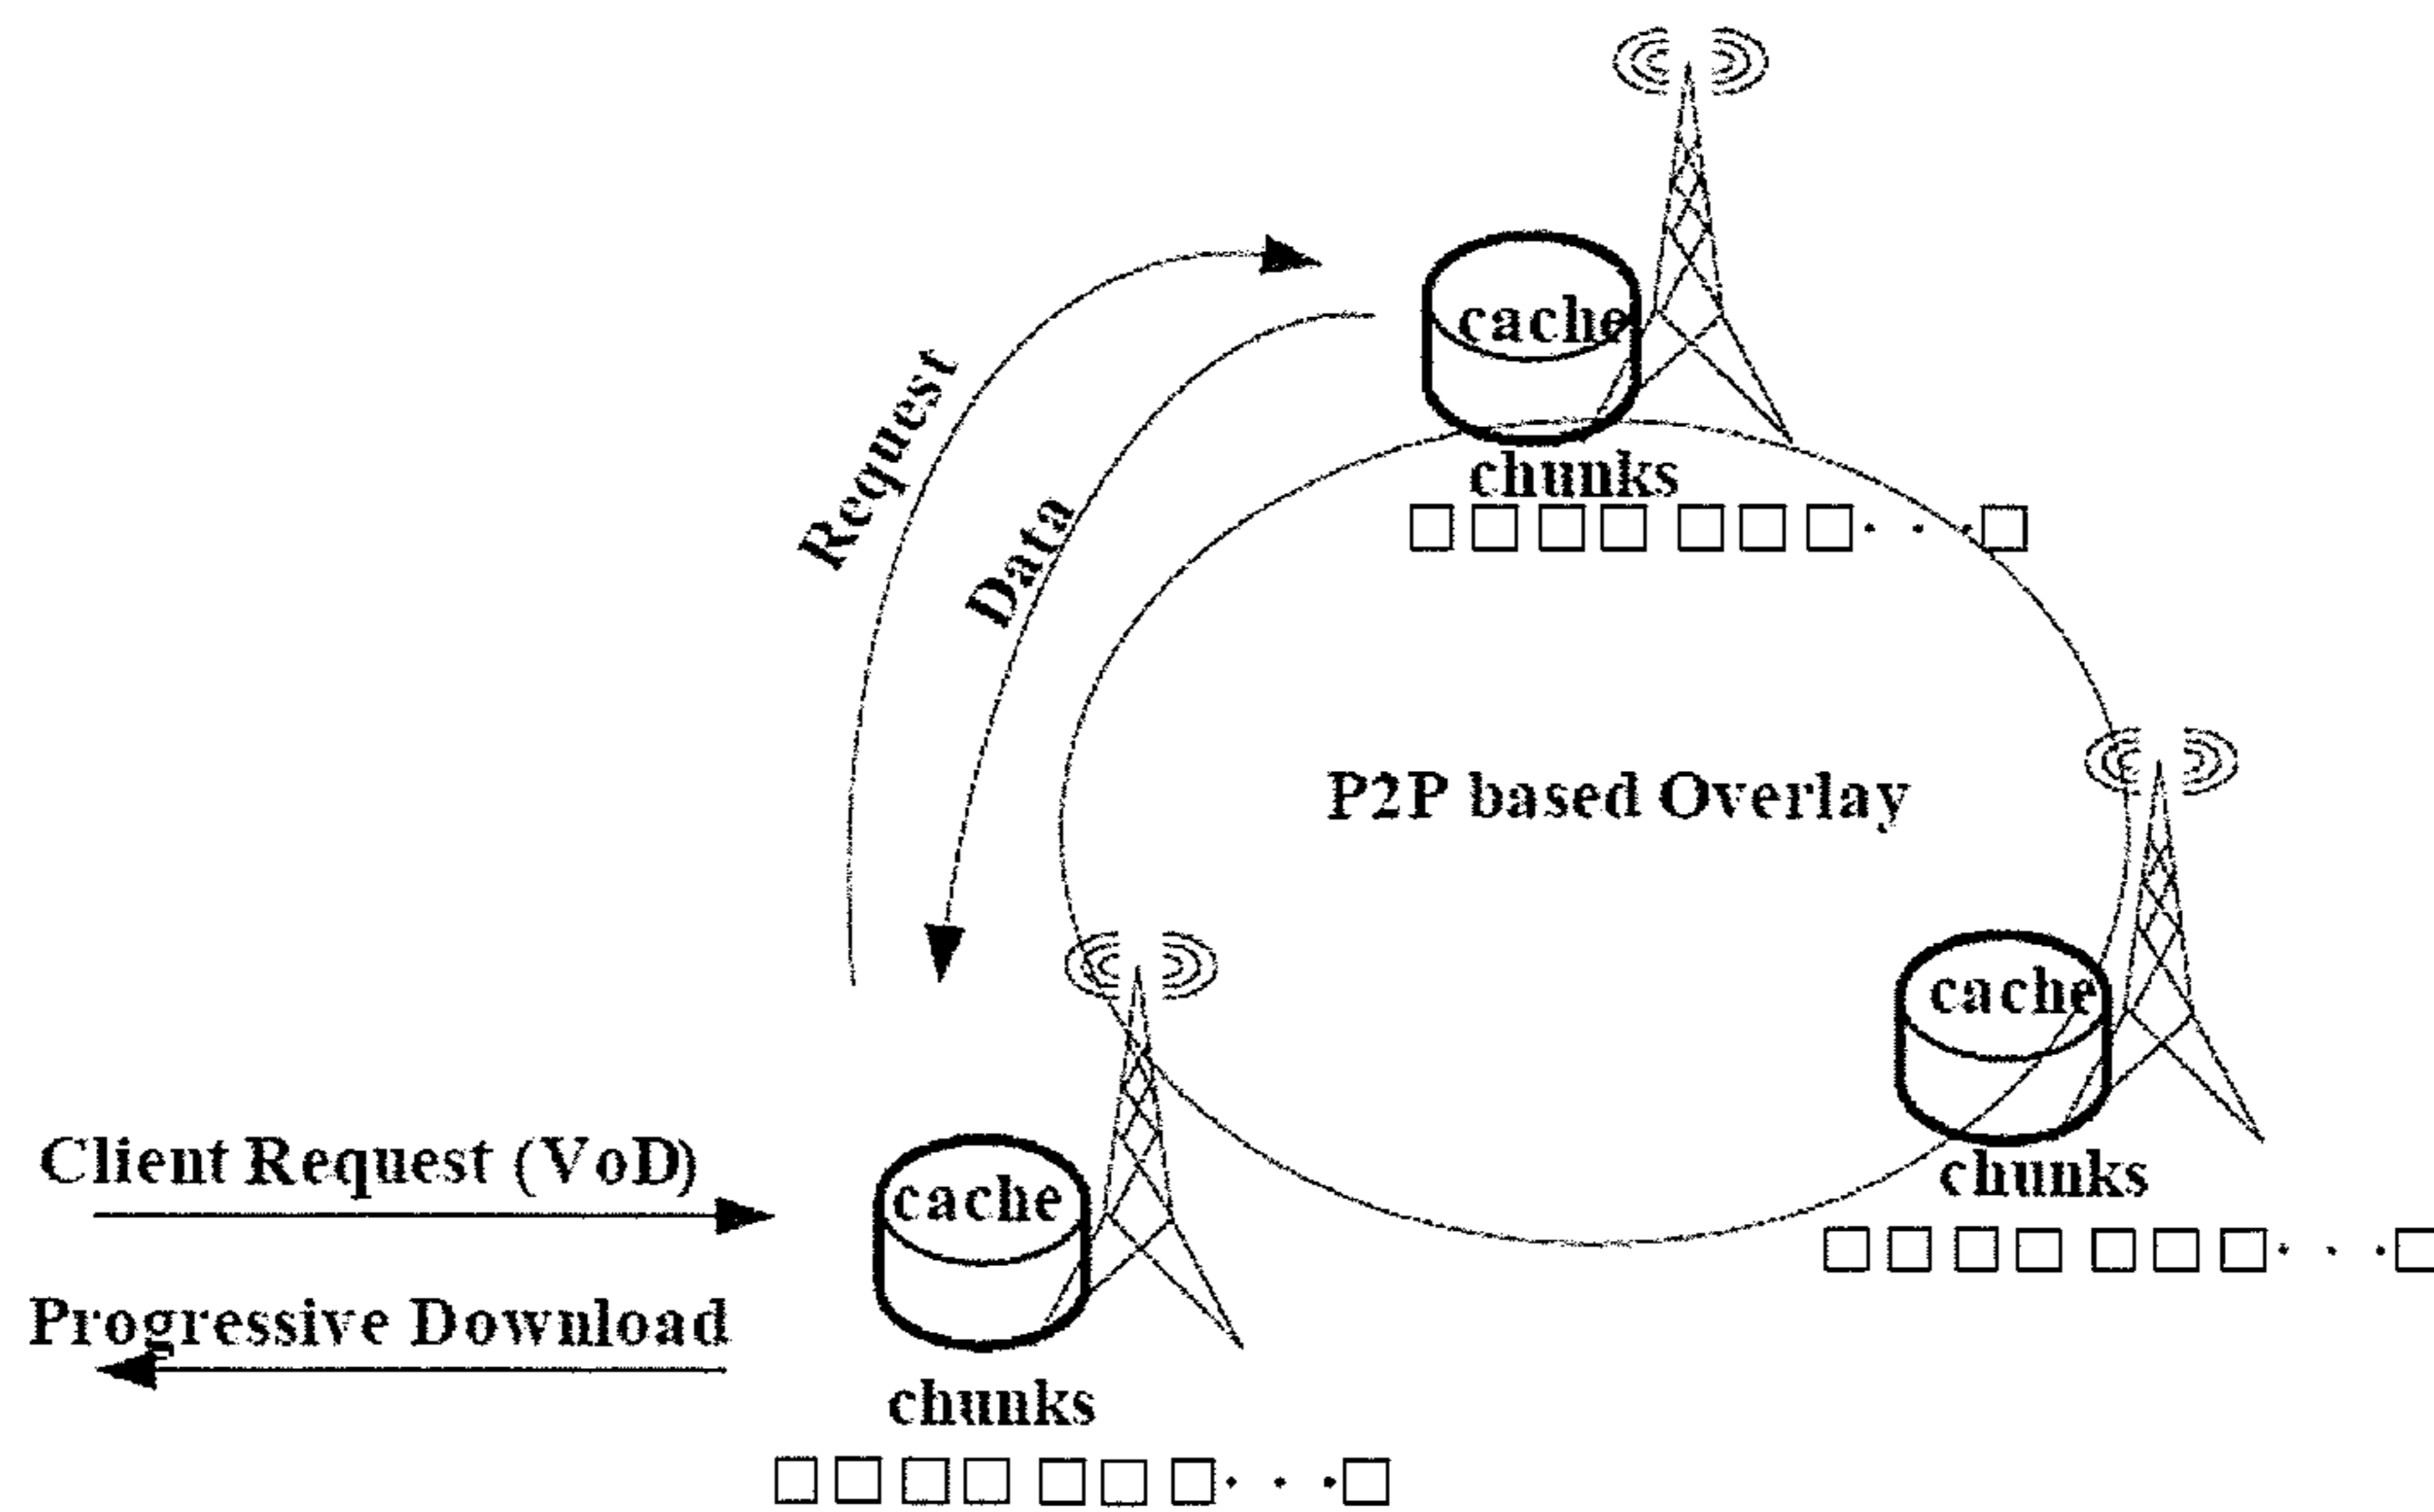 cache
chunks
Request
Data
P2P based Overlay
cache
chunks
Client Request (VoD)
Progressive Download
cache
chunks